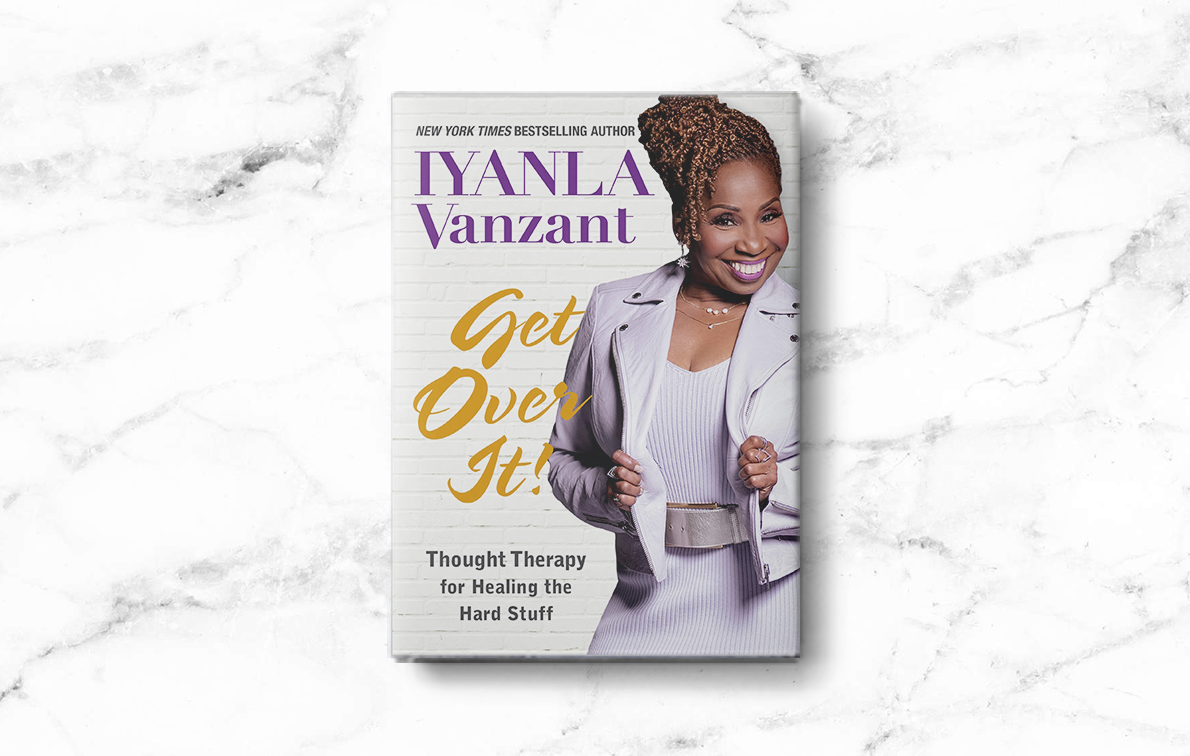 NEW YORK TIMES BESTSELLING AUTHOR
IYANLA
Vanzant
Get
Over
It!
Thought Therapy
for Healing the
Hard Stuff